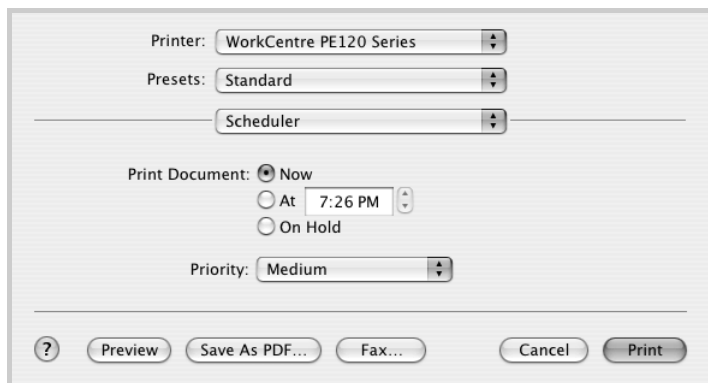 Printer: WorkCentre PE120 Series
Presets: Standard
Scheduler
Print Document: Now
At 7:26 PM
On Hold
Priority: Medium
? Preview Save As PDF... Fax... Cancel Print